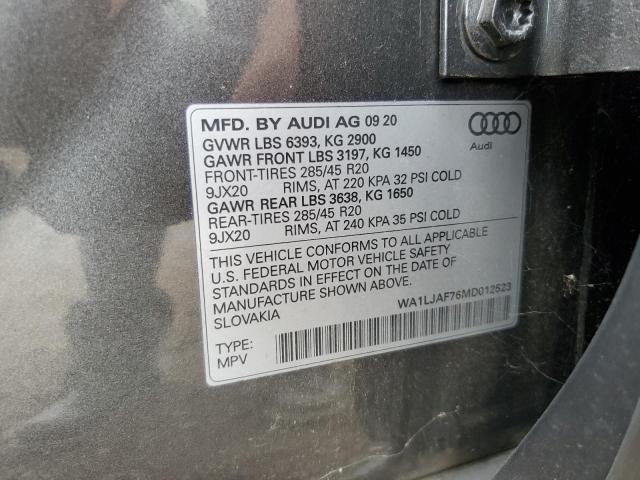 MFD. BY AUDI AG 09 20
GVWR LBS 6393, KG 2900
GAWR FRONT LBS 3197, KG 1450
FRONT-TIRES 285/45 R20
9JX20 RIMS, AT 220 KPA 32 PSI COLD
GAWR REAR LBS 3638, KG 1650
REAR-TIRES 285/45 R20
9JX20 RIMS, AT 240 KPA 35 PSI COLD
THIS VEHICLE CONFORMS TO ALL APPLICABLE
U.S. FEDERAL MOTOR VEHICLE SAFETY
STANDARDS IN EFFECT ON THE DATE OF
MANUFACTURE SHOWN ABOVE.
SLOVAKIA
WA1LJAF76MD012523
TYPE:
MPV
Audi